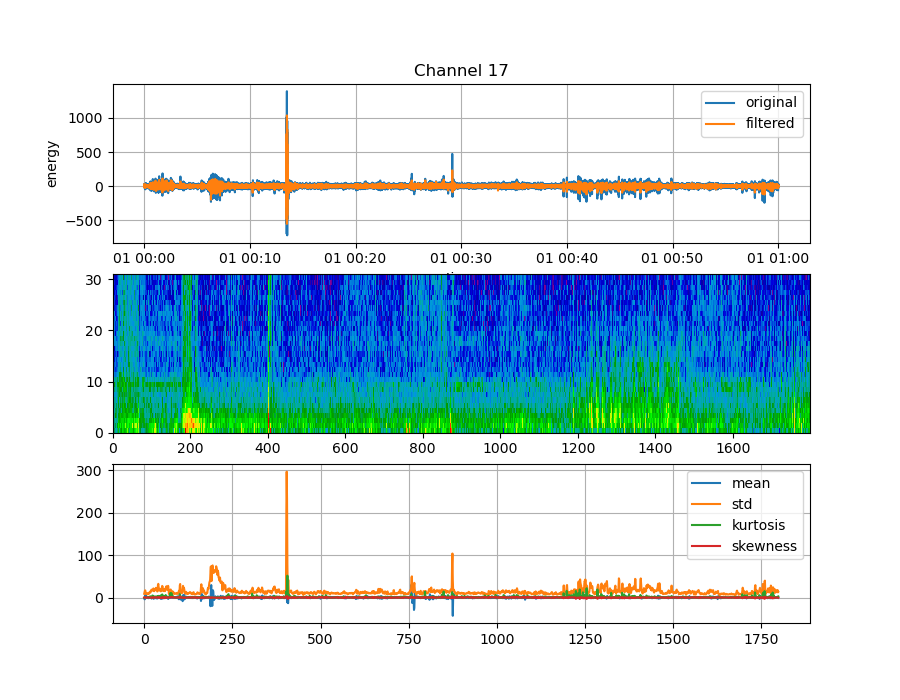 Channel 17
energy
1000
500
0
−500
original
filtered
01 00:00 01 00:10 01 00:20 01 00:30 01 00:40 01 00:50 01 01:00
30
20
10
0
0 200 400 600 800 1000 1200 1400 1600
300
200
100
0
mean
std
kurtosis
skewness
0 250 500 750 1000 1250 1500 1750